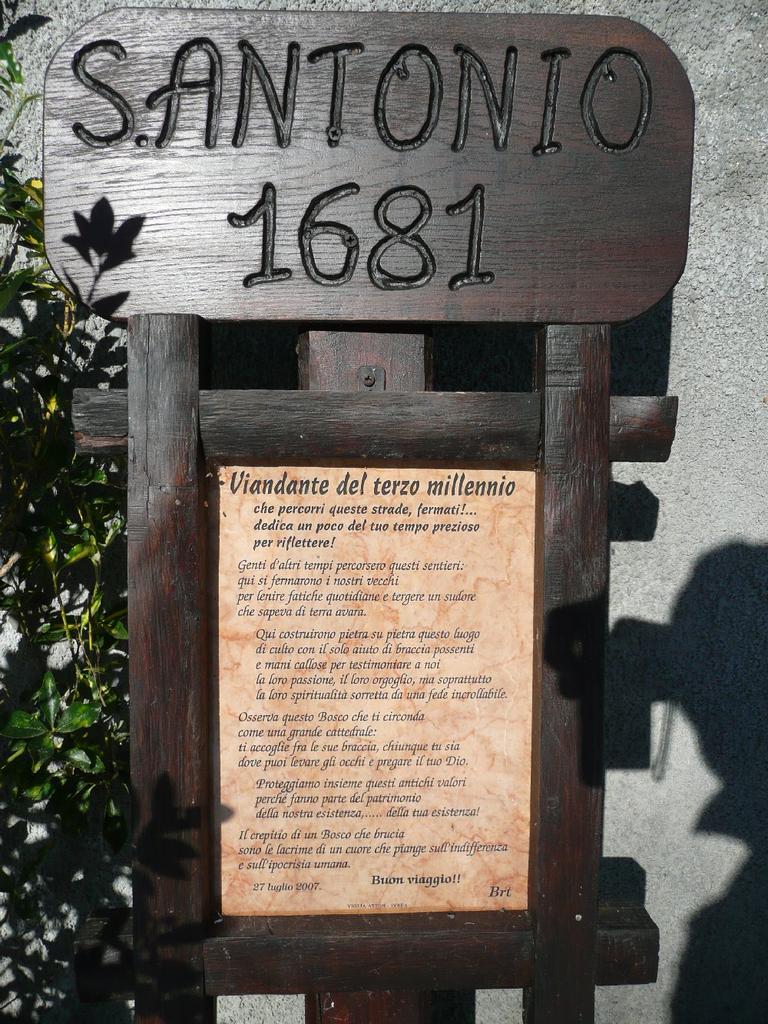 S.ANTONIO
1681
Viandante del terzo millennio
che percorri queste strade, fermati!...
dedica un poco del tuo tempo prezioso
per riflettere!
Genti d'altri tempi percorsero questi sentieri:
qui si fermarono i nostri vecchi
per lenire fatiche quotidiane e tergere un sudore
che sapeva di terra avara.
Qui costruirono pietra su pietra questo luogo
di culto con il solo aiuto di braccia possenti
e mani callose per testimoniare a noi
la loro passione, il loro orgoglio, ma soprattutto
la loro spiritualità sorretta da una fede incrollabile.
Osserva questo Bosco che ti circonda
come una grande cattedrale:
ti accoglie fra le sue braccia, chiunque tu sia
dove puoi levare gli occhi e pregare il tuo Dio.
Proteggiamo insieme questi antichi valori
perché fanno parte del patrimonio
della nostra esistenza,..... della tua esistenza!
Il crepitio di un Bosco che brucia
sono le lacrime di un cuore che piange sull'indifferenza
e sull'ipocrisia umana.
Buon viaggio!!
27 luglio 2007.
Brt